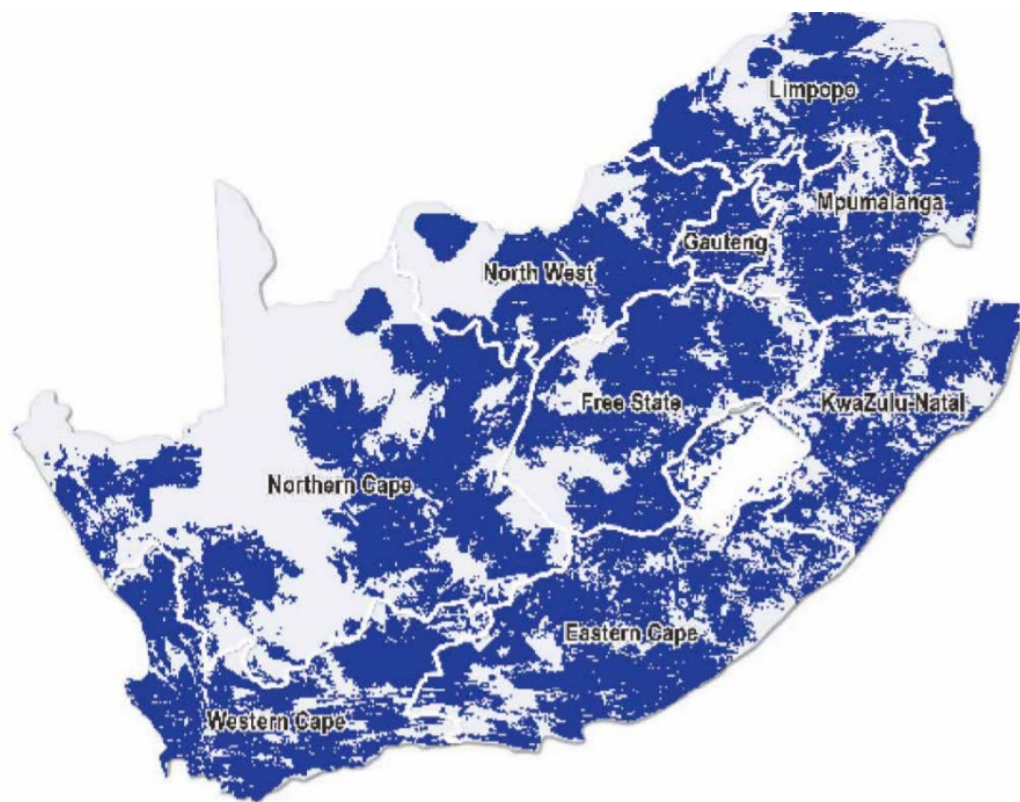 Limpopo
Mpumalanga
Gauteng
North West
Free State
KwaZulu-Natal
Northern Cape
Eastern Cape
Western Cape